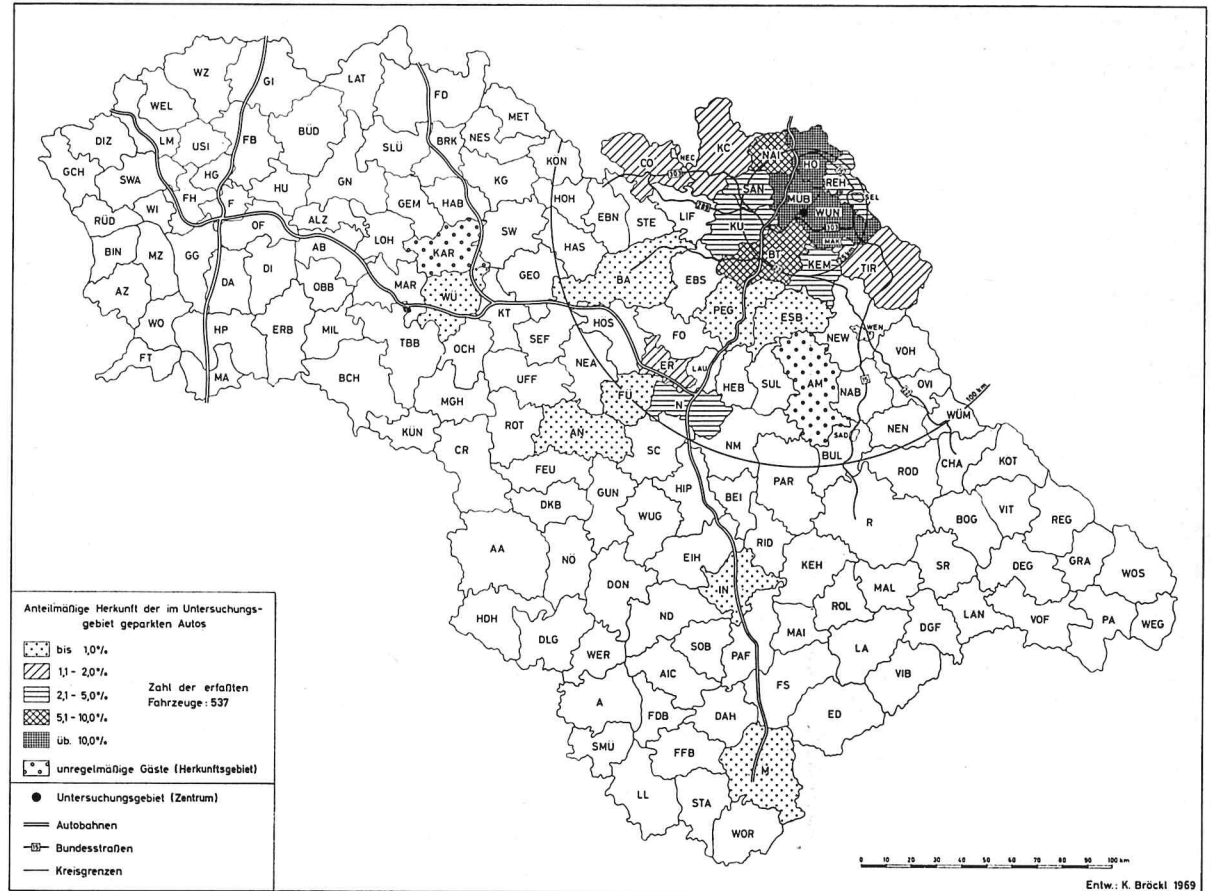 WZ
GI
LAT
FD
WEL
MET
DIZ
LM
USI
FB
BÜD
SLÜ
BRK
NES
KC
NAI
HO
CO
NEC
KON
GCH
SWA
HG
HU
GN
KG
REH
SAN
SEL
FH
F
GEM
HAB
HOH
EBN
STE
LIF
MÜB
WUN
RÜD
WI
OF
ALZ
KU
303
MAK
BIN
MZ
GG
AB
LOH
KAR
SW
HAS
BT
KEM
TIR
DA
DI
OBB
MAR
WÜ
GEO
BA
EBS
AZ
WO
HP
ERB
MIL
KT
HOS
PEG
ESB
NEW
WEN
VOH
FT
MA
BCH
TBB
OCH
SEF
NEA
FO
ER
LAU
UFF
HEB
SUL
AM
NAB
OVI
MGH
FÜ
N
100 km
WÜM
KÜN
ROT
AN
SC
NM
SAD
BUL
NEN
CR
FEU
GUN
HIP
BEI
PAR
ROD
CHA
KOT
DKB
WUG
R
BOG
VIT
REG
AA
NÖ
EIH
RID
KEH
SR
DEG
GRA
WOS
DON
IN
MAL
HDH
DLG
ND
ROL
DGF
LAN
VOF
PA
WEG
WER
SOB
PAF
MAI
LA
VIB
AIC
FS
A
FDB
DAH
ED
SMÜ
FFB
M
LL
STA
WOR
Anteilmäßige Herkunft der im Untersuchungs-
gebiet geparkten Autos
bis 1,0%
1,1 - 2,0%
2,1 - 5,0%
5,1 - 10,0%
üb. 10,0%
Zahl der erfaßten
Fahrzeuge : 537
unregelmäßige Gäste (Herkunftsgebiet)
Untersuchungsgebiet (Zentrum)
Autobahnen
Bundesstraßen
Kreisgrenzen
0 10 20 30 40 50 60 70 80 90 100 km
Entw.: K. Bröckl 1969